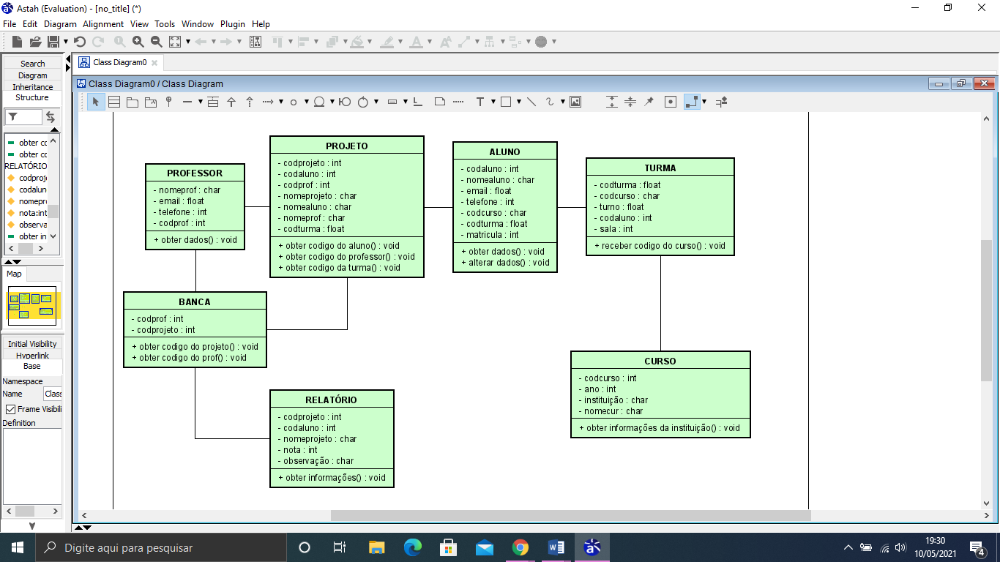 Astah (Evaluation) - [no_title] (*)
File Edit Diagram Alignment View Tools Window Plugin Help
Search
Diagram
Inheritance
Structure
obter co
obter co
RELATÓRIO
codproje
codalun
nomepro
nota:int
observa
obter in
Map
Initial Visibility
Hyperlink
Base
Namespace
Name Class
Frame Visibili
Definition
Class Diagram0
Class Diagram0 / Class Diagram
PROFESSOR
- nomeprof : char
- email : float
- telefone : int
- codprof : int
+ obter dados() : void
PROJETO
- codprojeto : int
- codaluno : int
- codprof : int
- nomeprojeto : char
- nomealuno : char
- nomeprof : char
- codturma : float
+ obter codigo do aluno() : void
+ obter codigo do professor() : void
+ obter codigo da turma() : void
ALUNO
- codaluno : int
- nomealuno : char
- email : float
- telefone : int
- codcurso : char
- codturma : float
- matricula : int
+ obter dados() : void
+ alterar dados() : void
TURMA
- codturma : float
- codcurso : char
- turno : float
- codaluno : int
- sala : int
+ receber codigo do curso() : void
BANCA
- codprof : int
- codprojeto : int
+ obter codigo do projeto() : void
+ obter codigo do prof() : void
RELATÓRIO
- codprojeto : int
- codaluno : int
- nomeprojeto : char
- nota : int
- observação : char
+ obter informações() : void
CURSO
- codcurso : int
- ano : int
- instituição : char
- nomecur : char
+ obter informações da instituição() : void
Digite aqui para pesquisar
19:30
10/05/2021
4